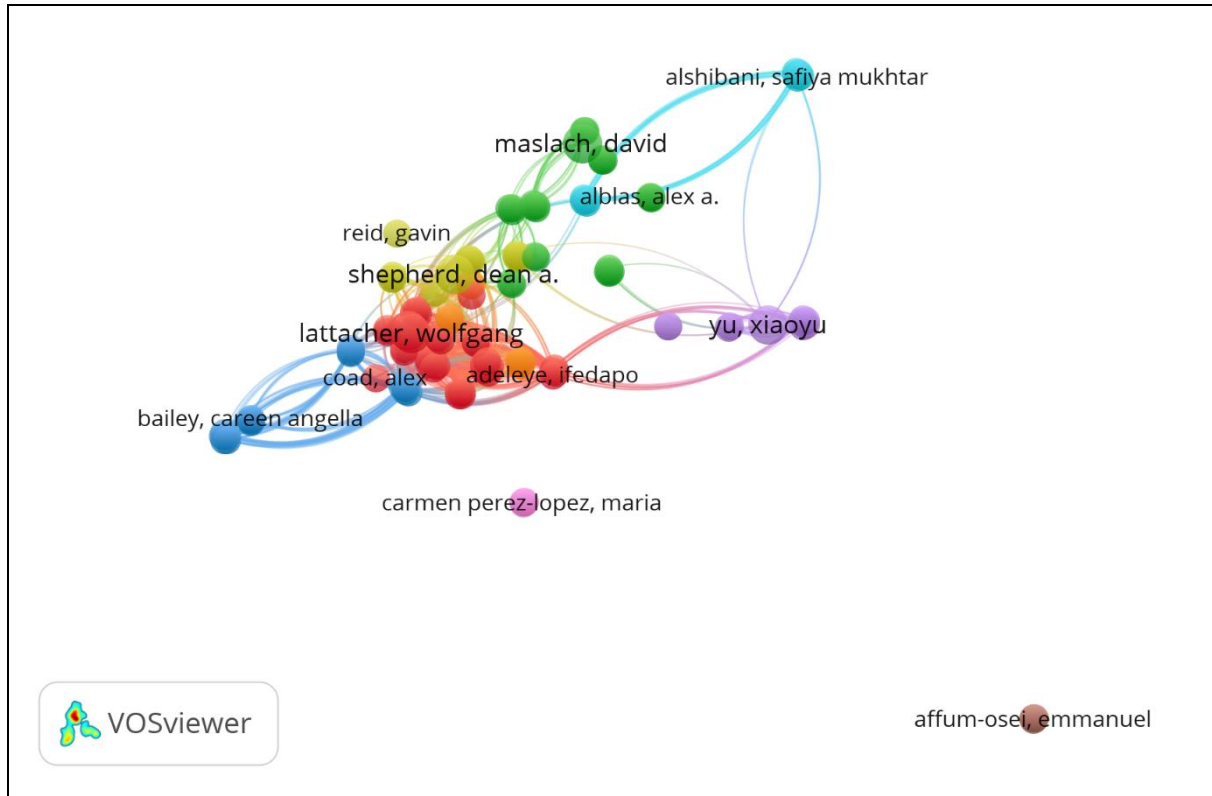 alshibani, safiya mukhtar
maslach, david
alblas, alex a.
reid, gavin
shepherd, dean a.
lattacher, wolfgang
yu, xiaoyu
coad, alex
adeleye, ifedapo
bailey, careen angella
carmen perez-lopez, maria
affum-osei, emmanuel
VOSviewer